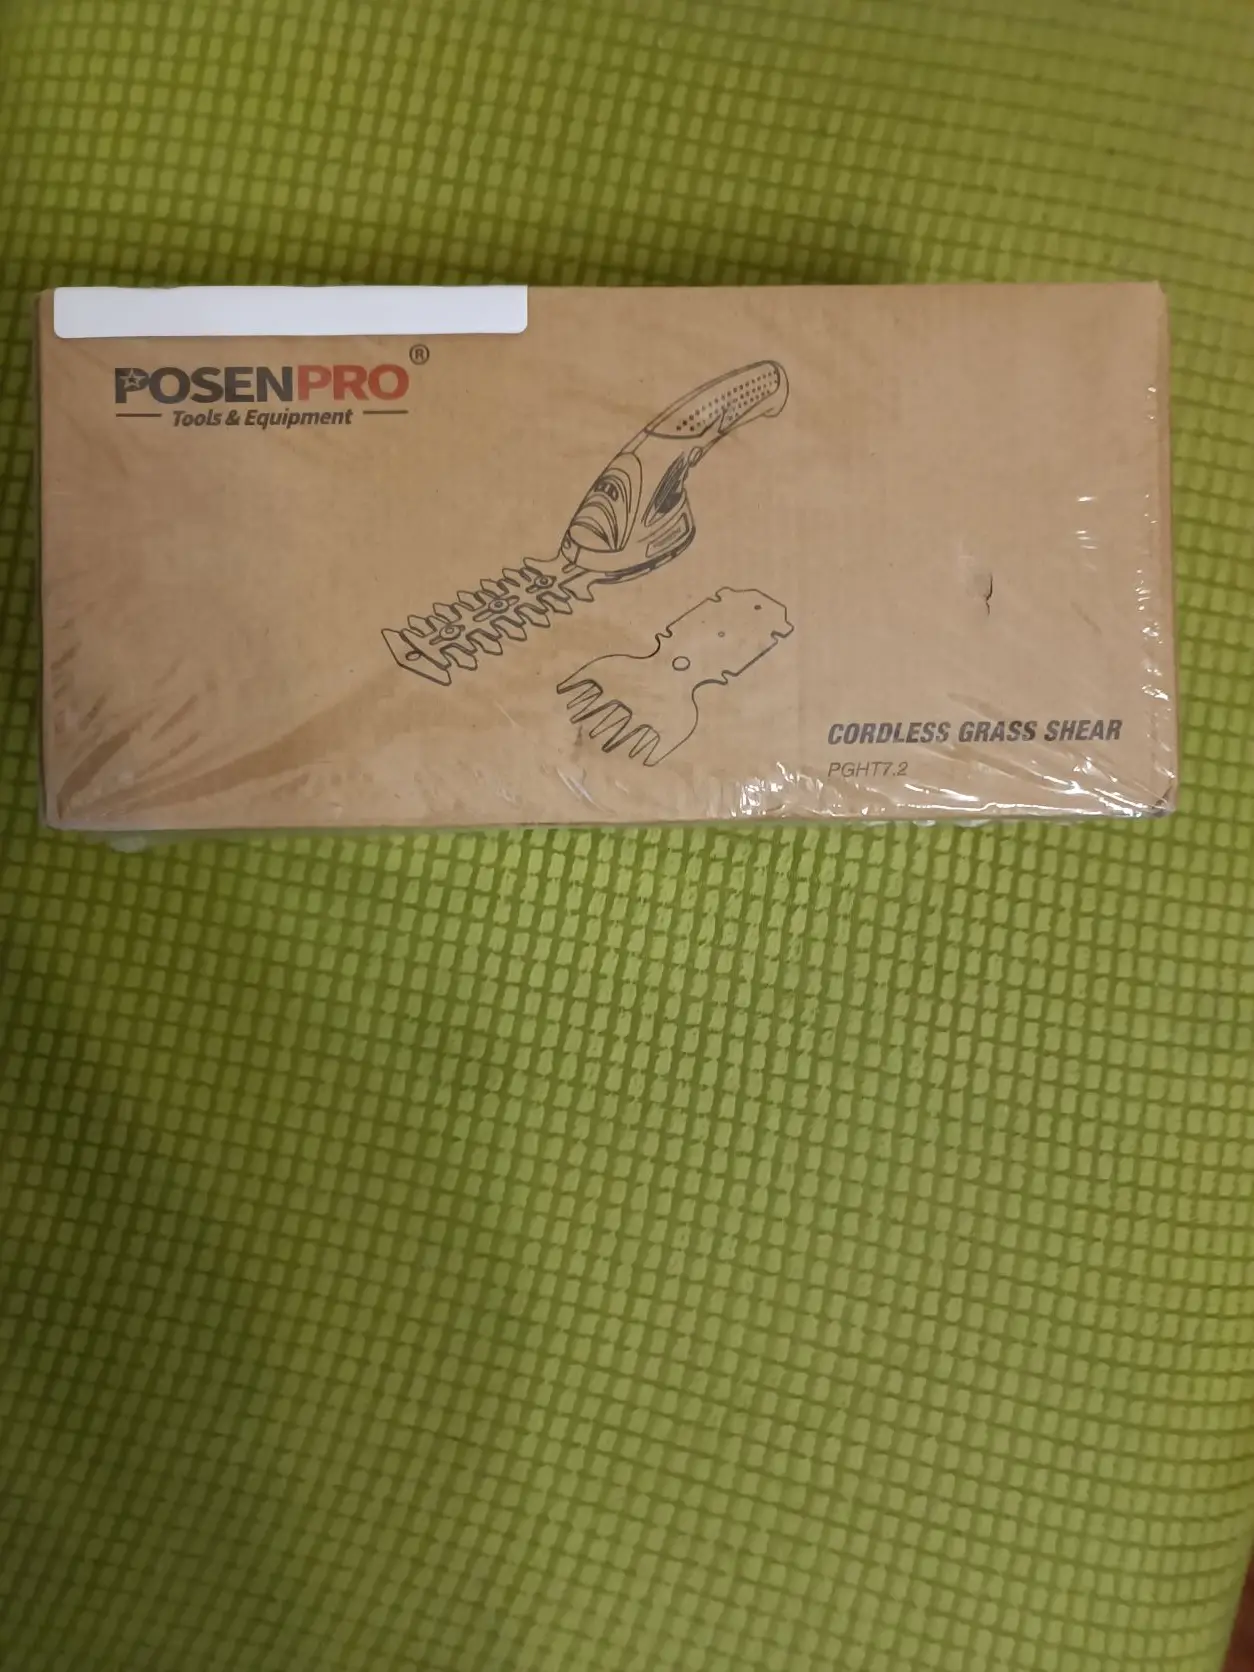 POSENPRO®
Tools & Equipment
CORDLESS GRASS SHEAR
PGHT7.2